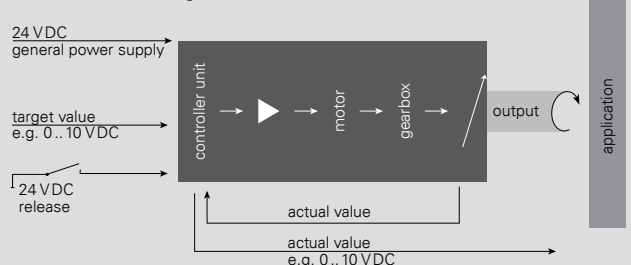 24 VDC
general power supply
target value
e.g. 0 .. 10 VDC
24 VDC
release
controller unit
motor
gearbox
output
application
actual value
actual value
e.g. 0 .. 10 VDC